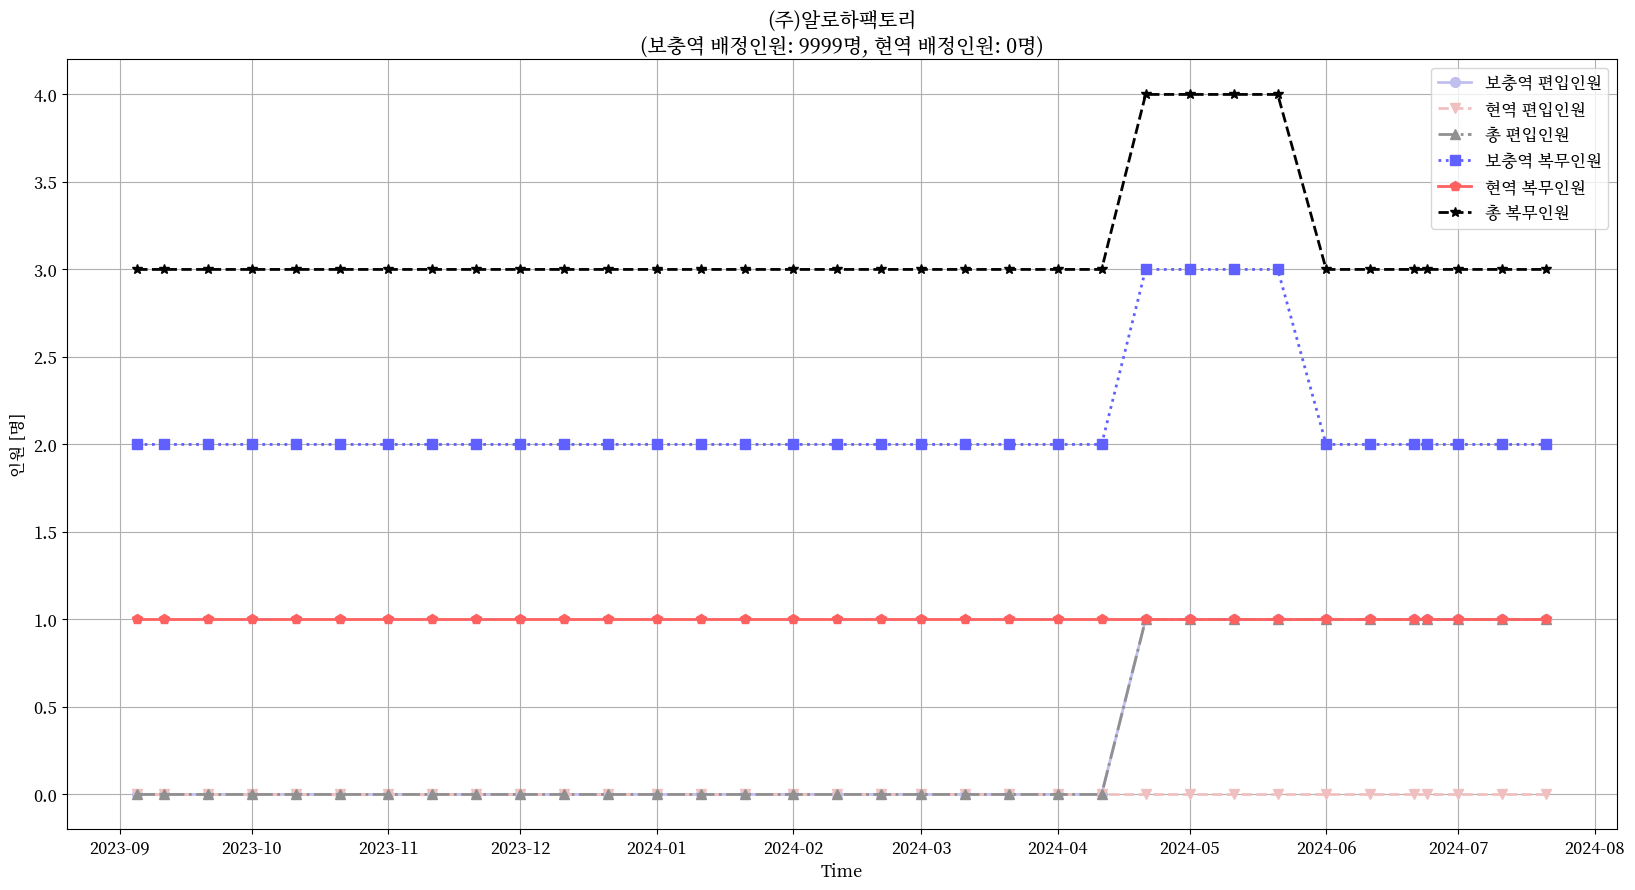 (주)알로하팩토리
(보충역 배정인원: 9999명, 현역 배정인원: 0명)
보충역 편입인원
현역 편입인원
총 편입인원
보충역 복무인원
현역 복무인원
총 복무인원
인원 [명]
4.0
3.5
3.0
2.5
2.0
1.5
1.0
0.5
0.0
2023-09 2023-10 2023-11 2023-12 2024-01 2024-02 2024-03 2024-04 2024-05 2024-06 2024-07 2024-08
Time